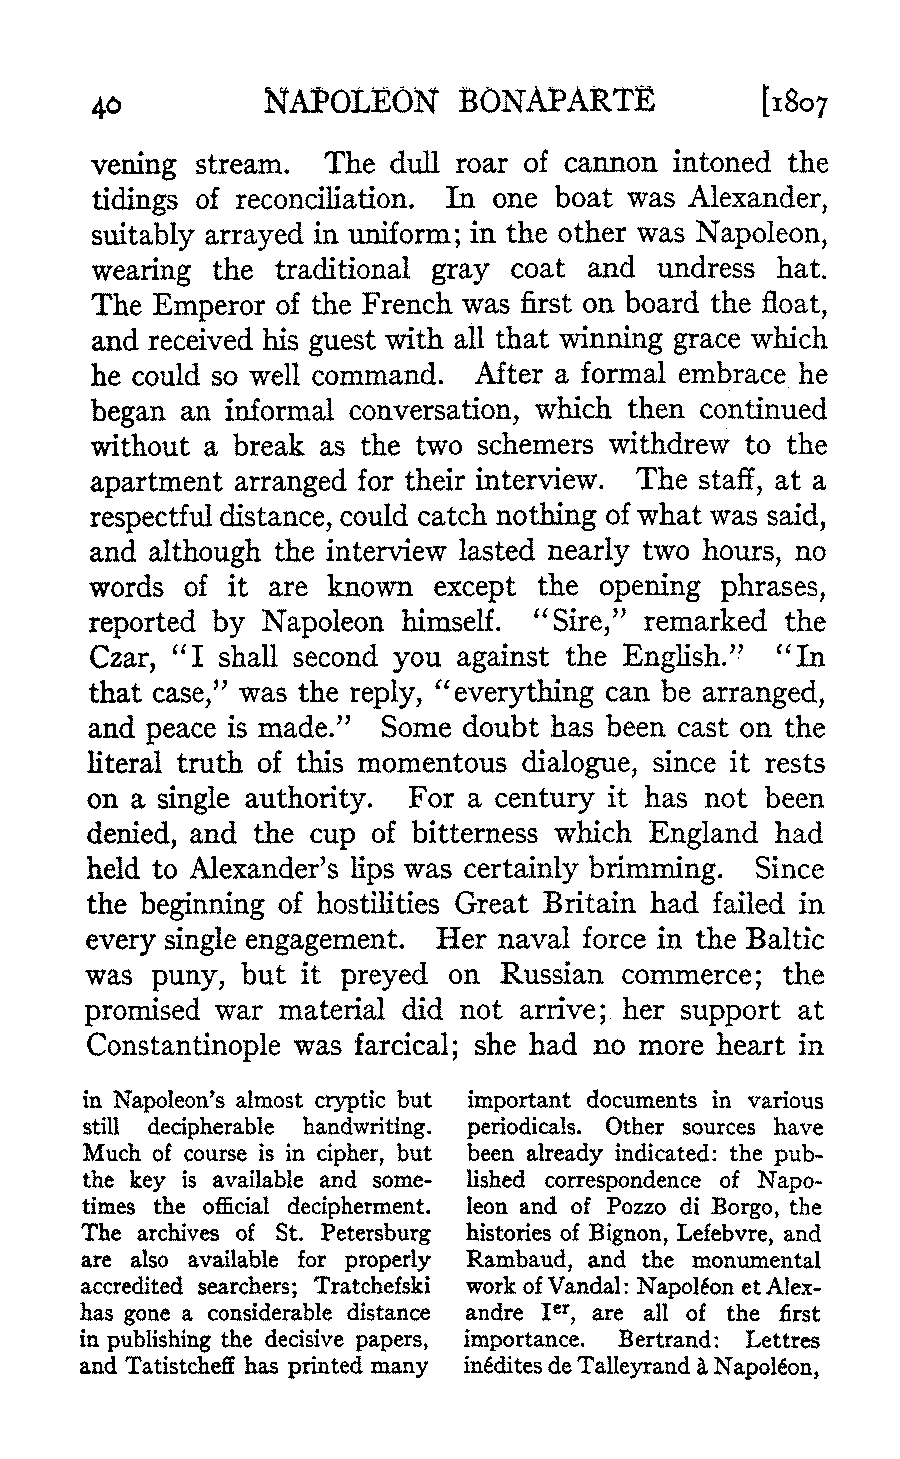 40 NAPOLEON BONAPARTE [1807
vening stream. The dull roar of cannon intoned the
tidings of reconciliation. In one boat was Alexander,
suitably arrayed in uniform; in the other was Napoleon,
wearing the traditional gray coat and undress hat.
The Emperor of the French was first on board the float,
and received his guest with all that winning grace which
he could so well command. After a formal embrace he
began an informal conversation, which then continued
without a break as the two schemers withdrew to the
apartment arranged for their interview. The staff, at a
respectful distance, could catch nothing of what was said,
and although the interview lasted nearly two hours, no
words of it are known except the opening phrases,
reported by Napoleon himself. "Sire," remarked the
Czar, "I shall second you against the English." "In
that case," was the reply, "everything can be arranged,
and peace is made." Some doubt has been cast on the
literal truth of this momentous dialogue, since it rests
on a single authority. For a century it has not been
denied, and the cup of bitterness which England had
held to Alexander's lips was certainly brimming. Since
the beginning of hostilities Great Britain had failed in
every single engagement. Her naval force in the Baltic
was puny, but it preyed on Russian commerce; the
promised war material did not arrive; her support at
Constantinople was farcical; she had no more heart in
in Napoleon's almost cryptic but
still decipherable handwriting.
Much of course is in cipher, but
the key is available and some-
times the official decipherment.
The archives of St. Petersburg
are also available for properly
accredited searchers; Tratchefski
has gone a considerable distance
in publishing the decisive papers,
and Tatistcheff has printed many
important documents in various
periodicals. Other sources have
been already indicated: the pub-
lished correspondence of Napo-
leon and of Pozzo di Borgo, the
histories of Bignon, Lefebvre, and
Rambaud, and the monumental
work of Vandal: Napoléon et Alex-
andre Ier, are all of the first
importance. Bertrand: Lettres
inédites de Talleyrand à Napoléon,